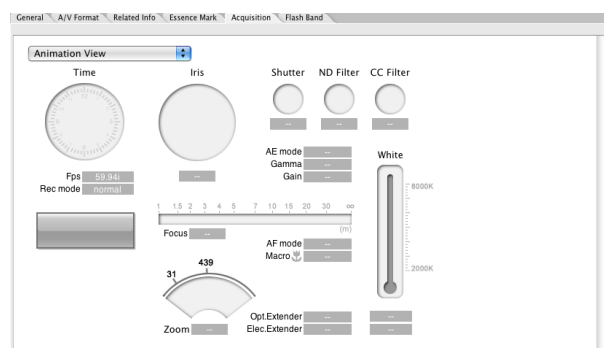 General A/V Format Related Info Essence Mark Acquisition Flash Band
Animation View
Time Iris Shutter ND Filter CC Filter
12
-- -- --
AE mode --
Gamma --
Gain --
White
Fps 59.94i
Rec mode normal
--
8000K
1 1.5 2 3 4 5 7 10 15 20 30 ∞
(m)
Focus --
AF mode --
Macro --
2000K
439
31
Zoom --
Opt.Extender -- --
Elec.Extender -- --